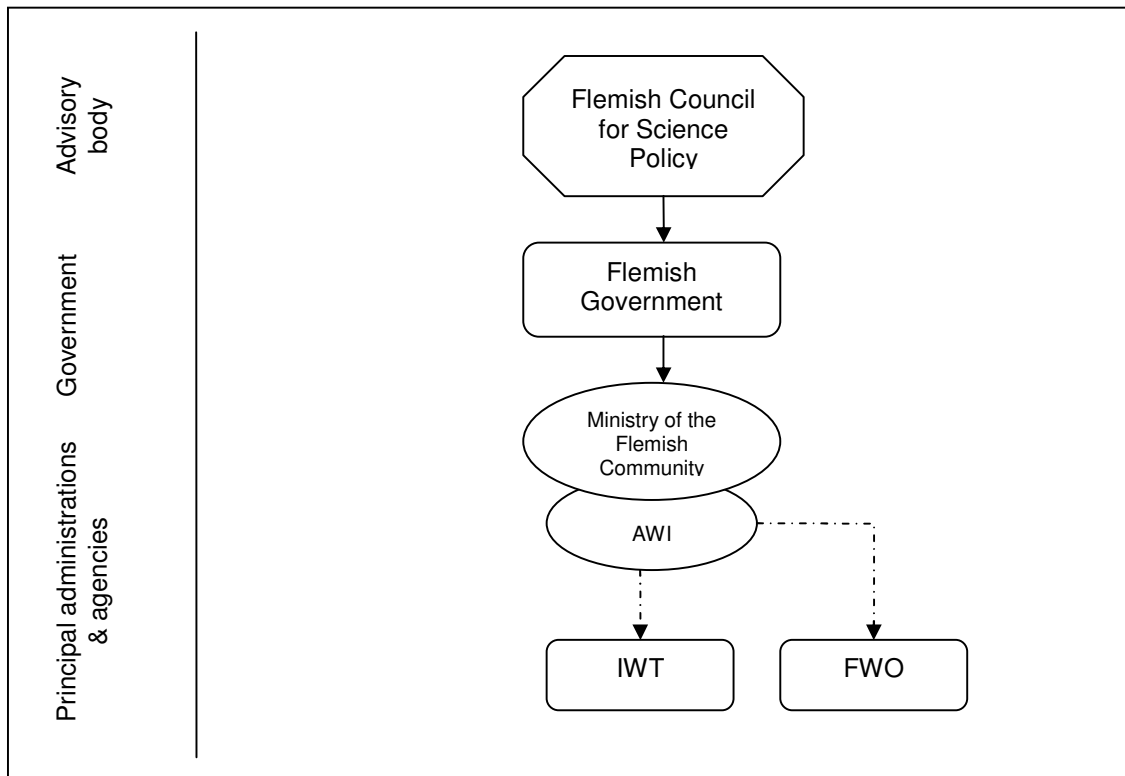 Advisory
body
Flemish Council
for Science
Policy
Government
Flemish
Government
Principal administrations
& agencies
Ministry of the
Flemish
Community
AWI
IWT
FWO